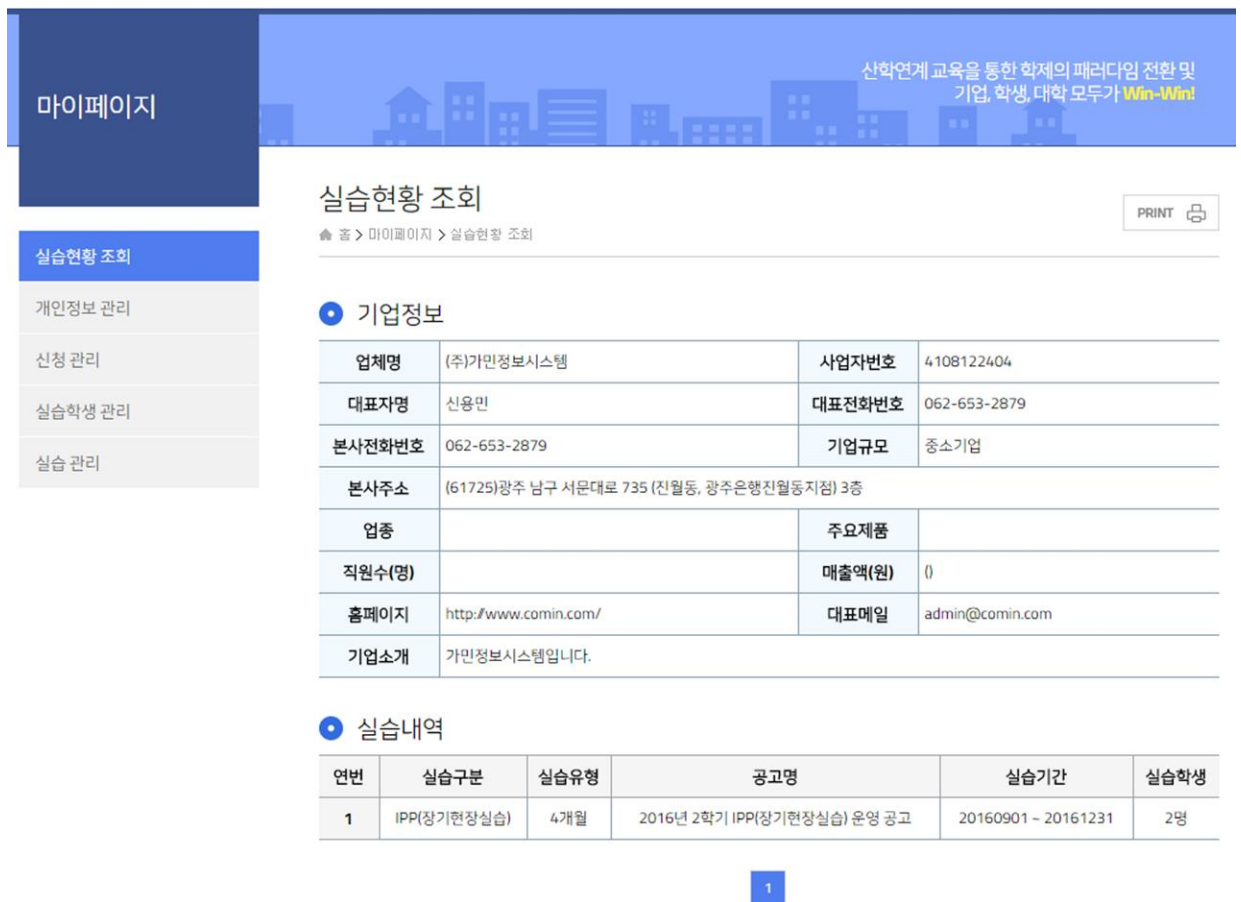 마이페이지
산학연계 교육을 통한 학제의 패러다임 전환 및
기업, 학생, 대학 모두가 Win-Win!
실습현황 조회
개인정보 관리
신청 관리
실습학생 관리
실습 관리
실습현황 조회
PRINT
홈 > 마이페이지 > 실습현황 조회
기업정보
업체명 (주)가민정보시스템 사업자번호 4108122404
대표자명 신용민 대표전화번호 062-653-2879
본사전화번호 062-653-2879 기업규모 중소기업
본사주소 (61725)광주 남구 서문대로 735 (진월동, 광주은행진월동지점) 3층
업종 주요제품
직원수(명) 매출액(원) ()
홈페이지 http://www.comin.com/ 대표메일 admin@comin.com
기업소개 가민정보시스템입니다.
실습내역
연번 실습구분 실습유형 공고명 실습기간 실습학생
1 IPP(장기현장실습) 4개월 2016년 2학기 IPP(장기현장실습) 운영 공고 20160901 ~ 20161231 2명
1